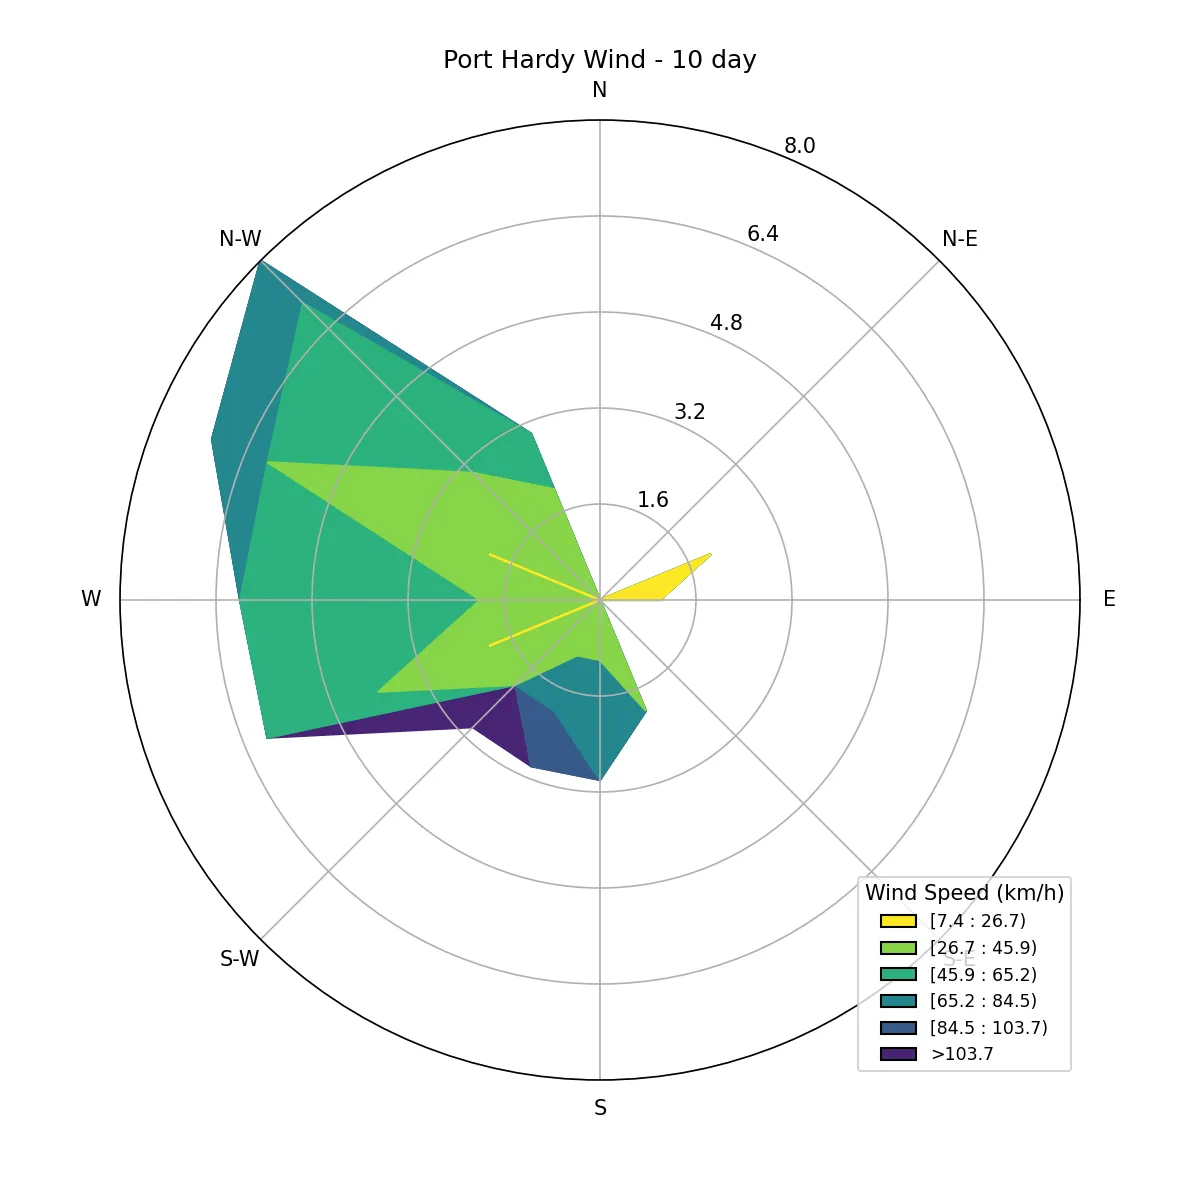 Port Hardy Wind - 10 day
N
8.0
N-W
6.4
N-E
4.8
3.2
1.6
W
E
Wind Speed (km/h)
[7.4 : 26.7)
[26.7 : 45.9)
S-W
S-E
[45.9 : 65.2)
[65.2 : 84.5)
[84.5 : 103.7)
>103.7
S